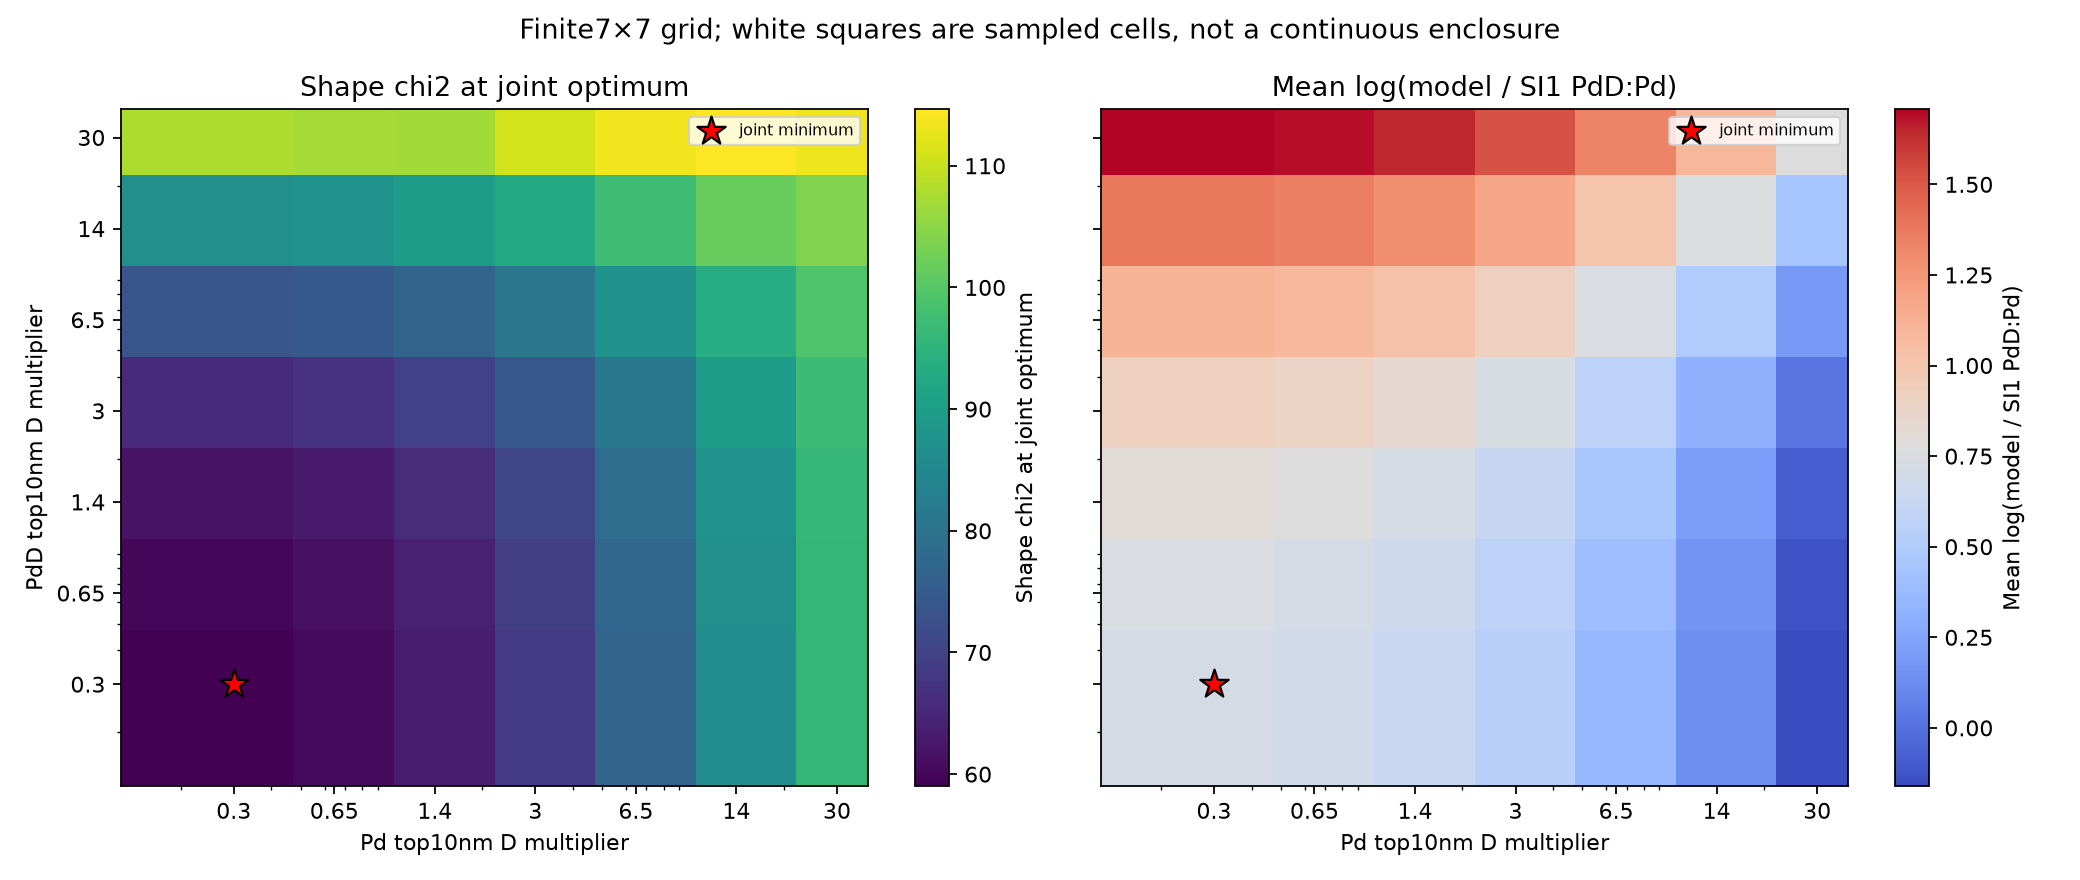 Finite7×7 grid; white squares are sampled cells, not a continuous enclosure
Shape chi2 at joint optimum
joint minimum
30
14
6.5
3
1.4
0.65
0.3
PdD top10nm D multiplier
0.3 0.65 1.4 3 6.5 14 30
Pd top10nm D multiplier
110
100
90
80
70
60
Shape chi2 at joint optimum
Mean log(model / SI1 PdD:Pd)
joint minimum
0.3 0.65 1.4 3 6.5 14 30
Pd top10nm D multiplier
1.50
1.25
1.00
0.75
0.50
0.25
0.00
Mean log(model / SI1 PdD:Pd)